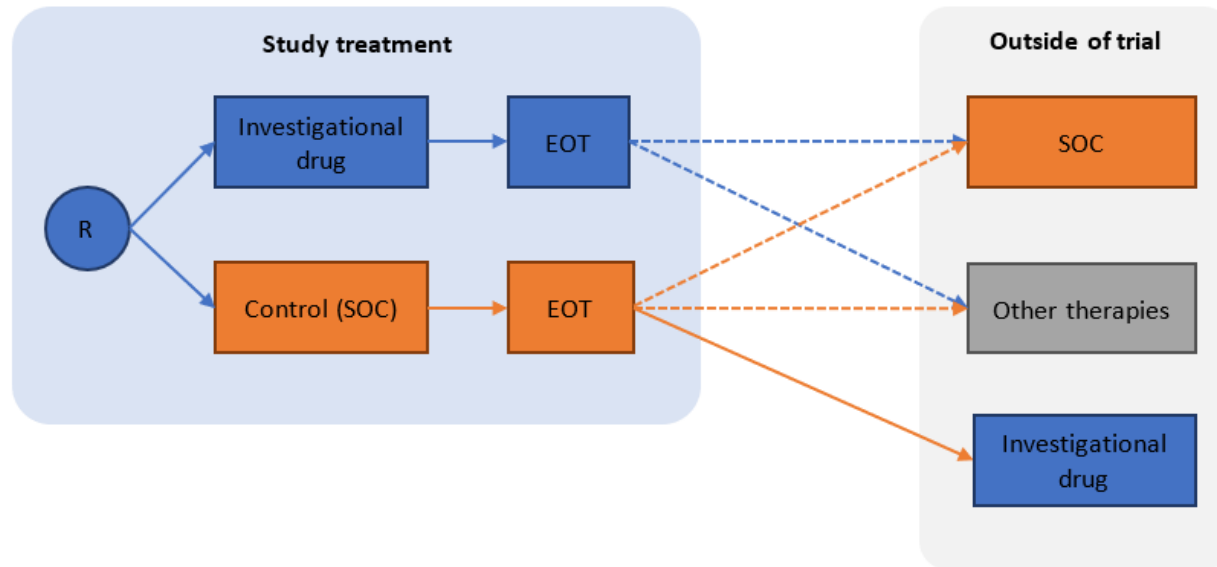 Study treatment
Outside of trial
Investigational
drug
EOT
SOC
R
Control (SOC)
EOT
Other therapies
Investigational
drug